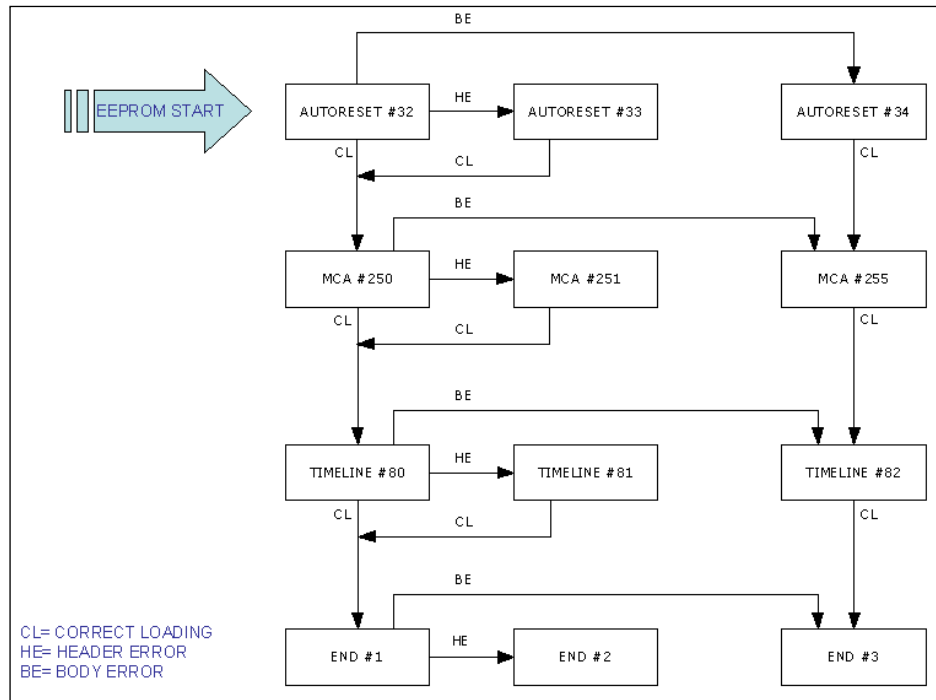 BE
EEPROM START
AUTORESET #32
HE
AUTORESET #33
AUTORESET #34
CL
CL
CL
BE
MCA #250
HE
MCA #251
MCA #255
CL
CL
CL
BE
TIMELINE #80
HE
TIMELINE #81
TIMELINE #82
CL
CL
CL
BE
END #1
HE
END #2
END #3
CL= CORRECT LOADING
HE= HEADER ERROR
BE= BODY ERROR